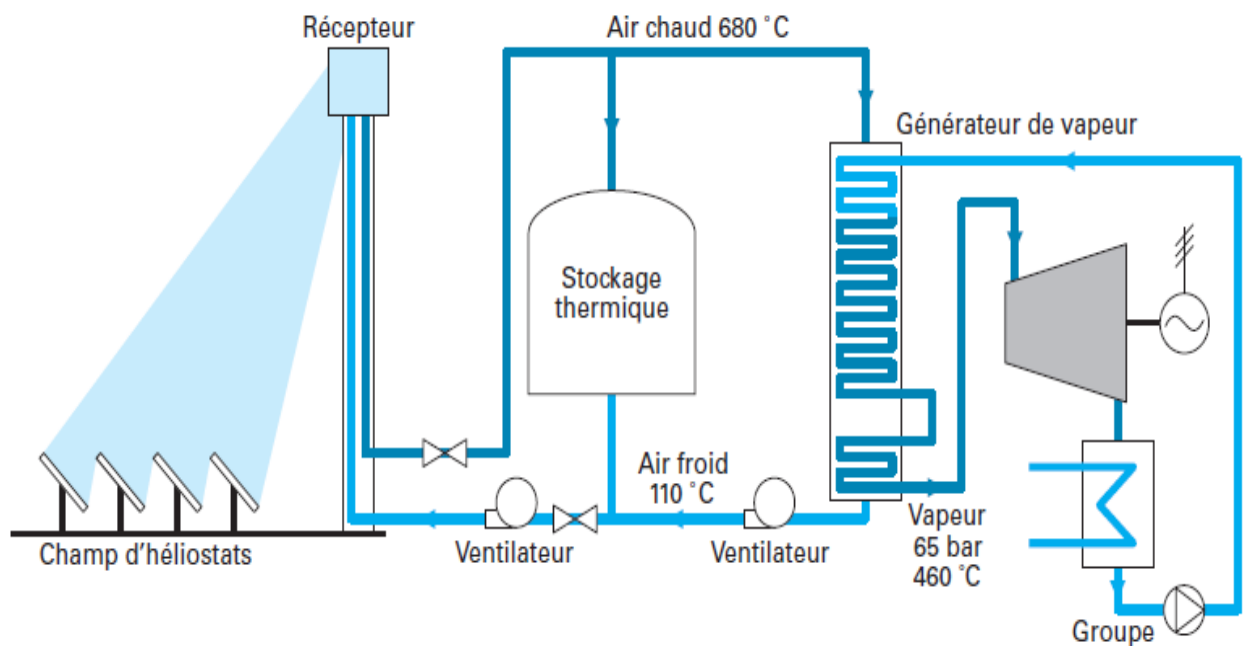 Récepteur
Air chaud 680 °C
Générateur de vapeur
Stockage
thermique
Air froid
110 °C
Champ d'héliostats
Ventilateur
Ventilateur
Vapeur
65 bar
460 °C
Groupe